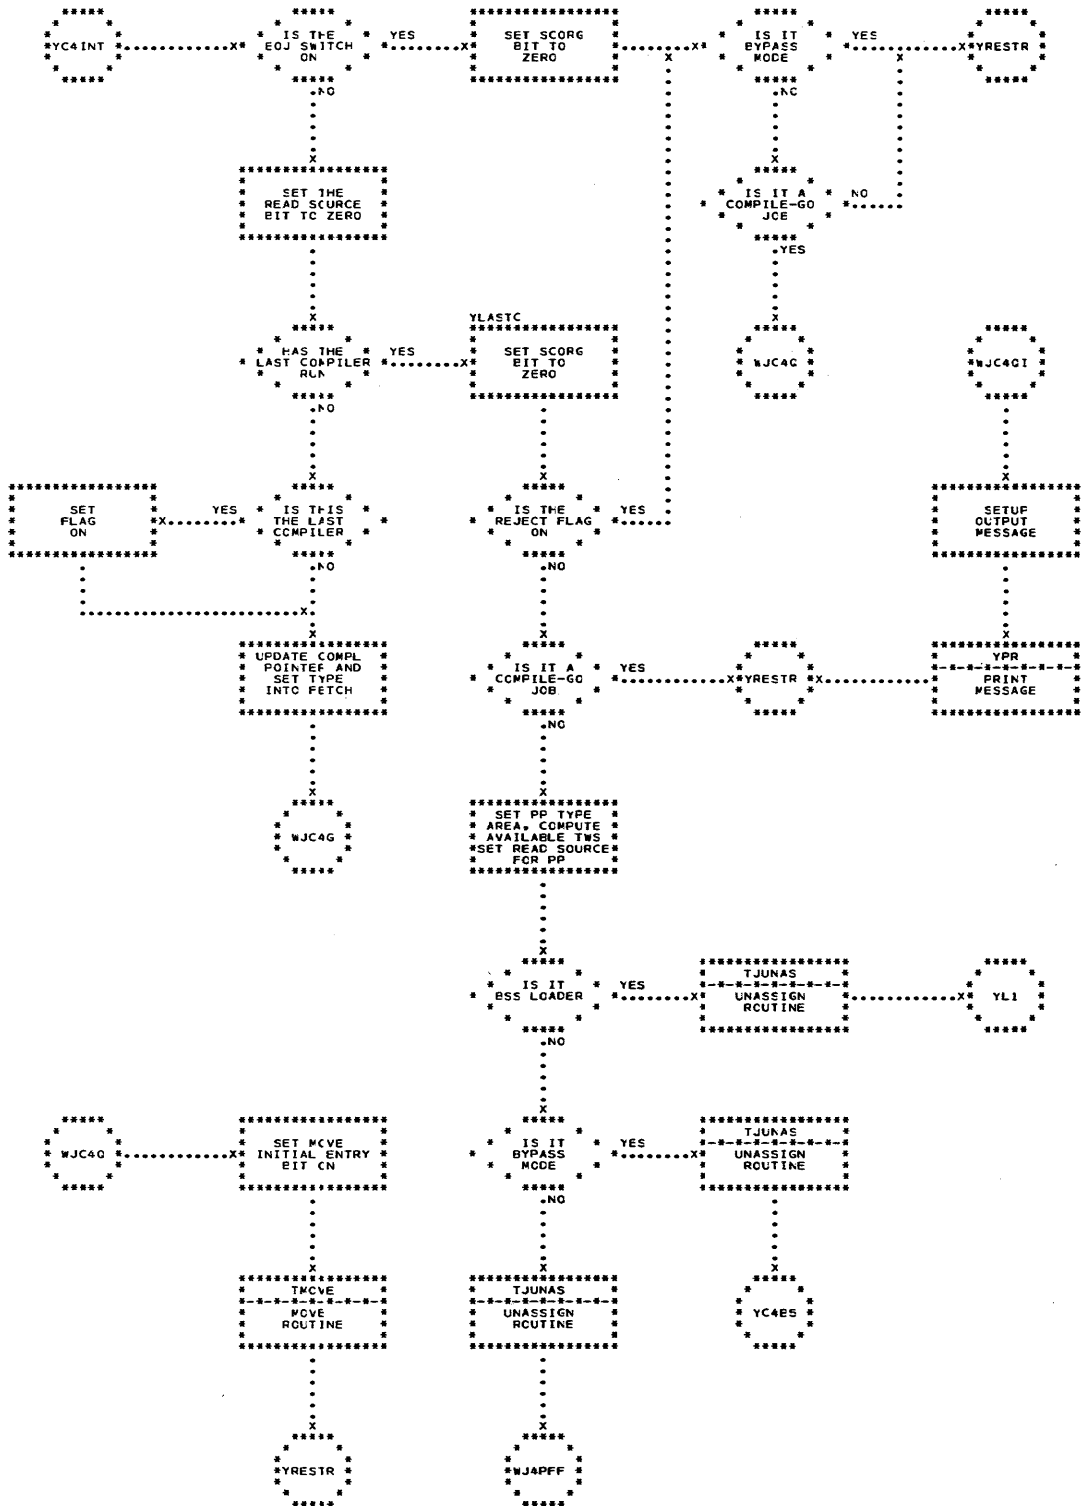 YC4INT
IS THE
EOJ SWITCH
ON
YES
SET SCORG
BIT TO
ZERO
IS IT
BYPASS
MODE
YES
YRESTR
NO
NC
SET THE
READ SOURCE
BIT TO ZERO
IS IT A
COMPILE-GO
JCB
NO
YES
HAS THE
LAST COMPILER
RUN
YES
YLASTC
SET SCORG
BIT TO
ZERO
WJC4G
WJC4GI
NO
SET
FLAG
ON
YES
IS THIS
THE LAST
COMPILER
IS THE
REJECT FLAG
ON
YES
SETUP
OUTPUT
MESSAGE
NO
NO
UPDATE COMPL
POINTER AND
SET TYPE
INTO FETCH
IS IT A
COMPILE-GO
JOB
YES
YRESTR
YPR
PRINT
MESSAGE
NO
WJC4G
SET PP TYPE
AREA, COMPUTE
AVAILABLE TWS
SET READ SOURCE
FOR PP
IS IT
BSS LOADER
YES
TJUNAS
UNASSIGN
ROUTINE
YL1
NO
WJC4Q
SET MOVE
INITIAL ENTRY
BIT ON
IS IT
BYPASS
MODE
YES
TJUNAS
UNASSIGN
ROUTINE
NO
TMOVE
MOVE
ROUTINE
TJUNAS
UNASSIGN
ROUTINE
YC4B5
YRESTR
WJ4PFF